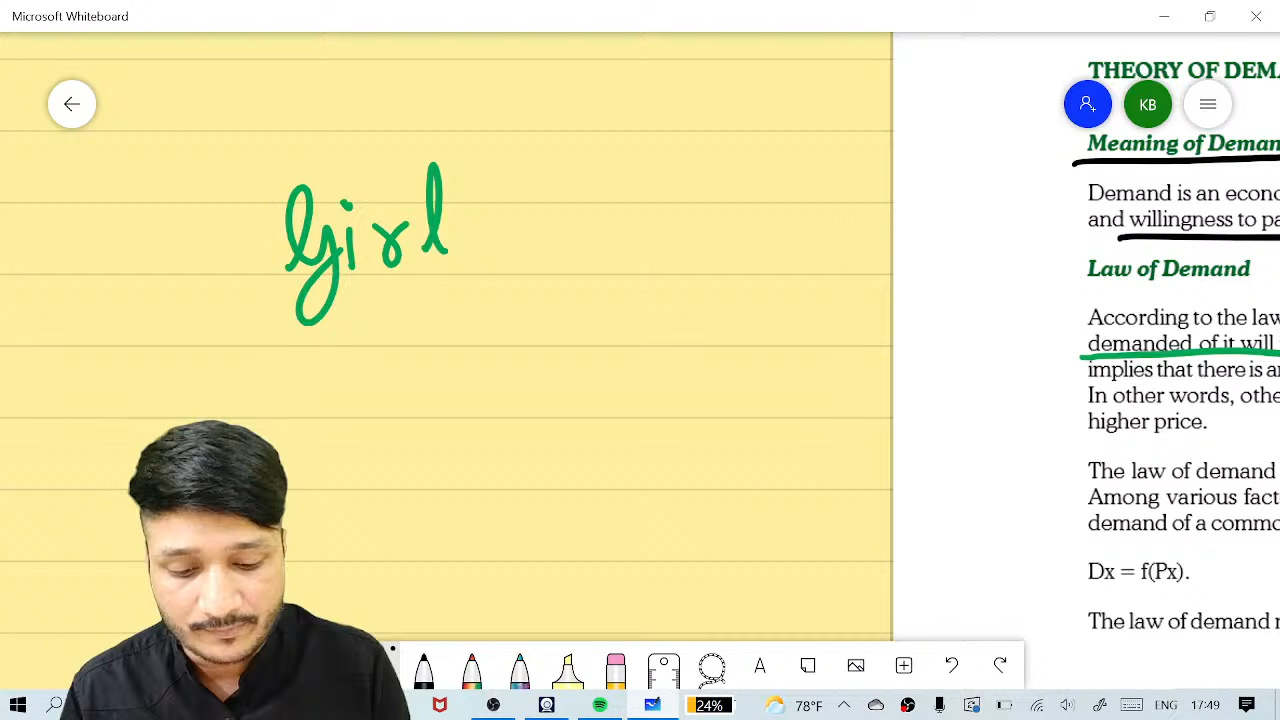 Microsoft Whiteboard
THEORY OF DEM
KB
Meaning of Deman
Demand is an econo
and willingness to pa
Law of Demand
According to the law
demanded of it will
implies that there is an
In other words, othe
higher price.
The law of demand
Among various fact
demand of a commo
Dx = f(Px).
The law of demand
Girl
A
24%
78°F
ENG
17:49